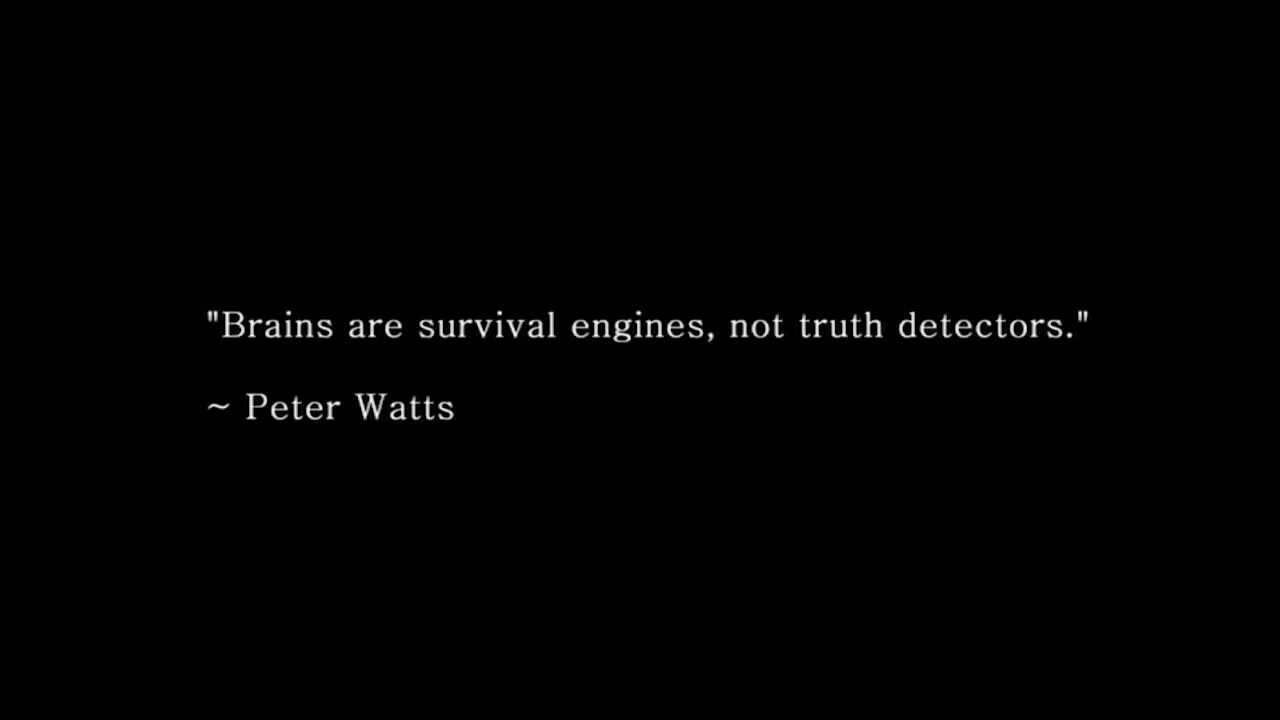 "Brains are survival engines, not truth detectors."
~ Peter Watts